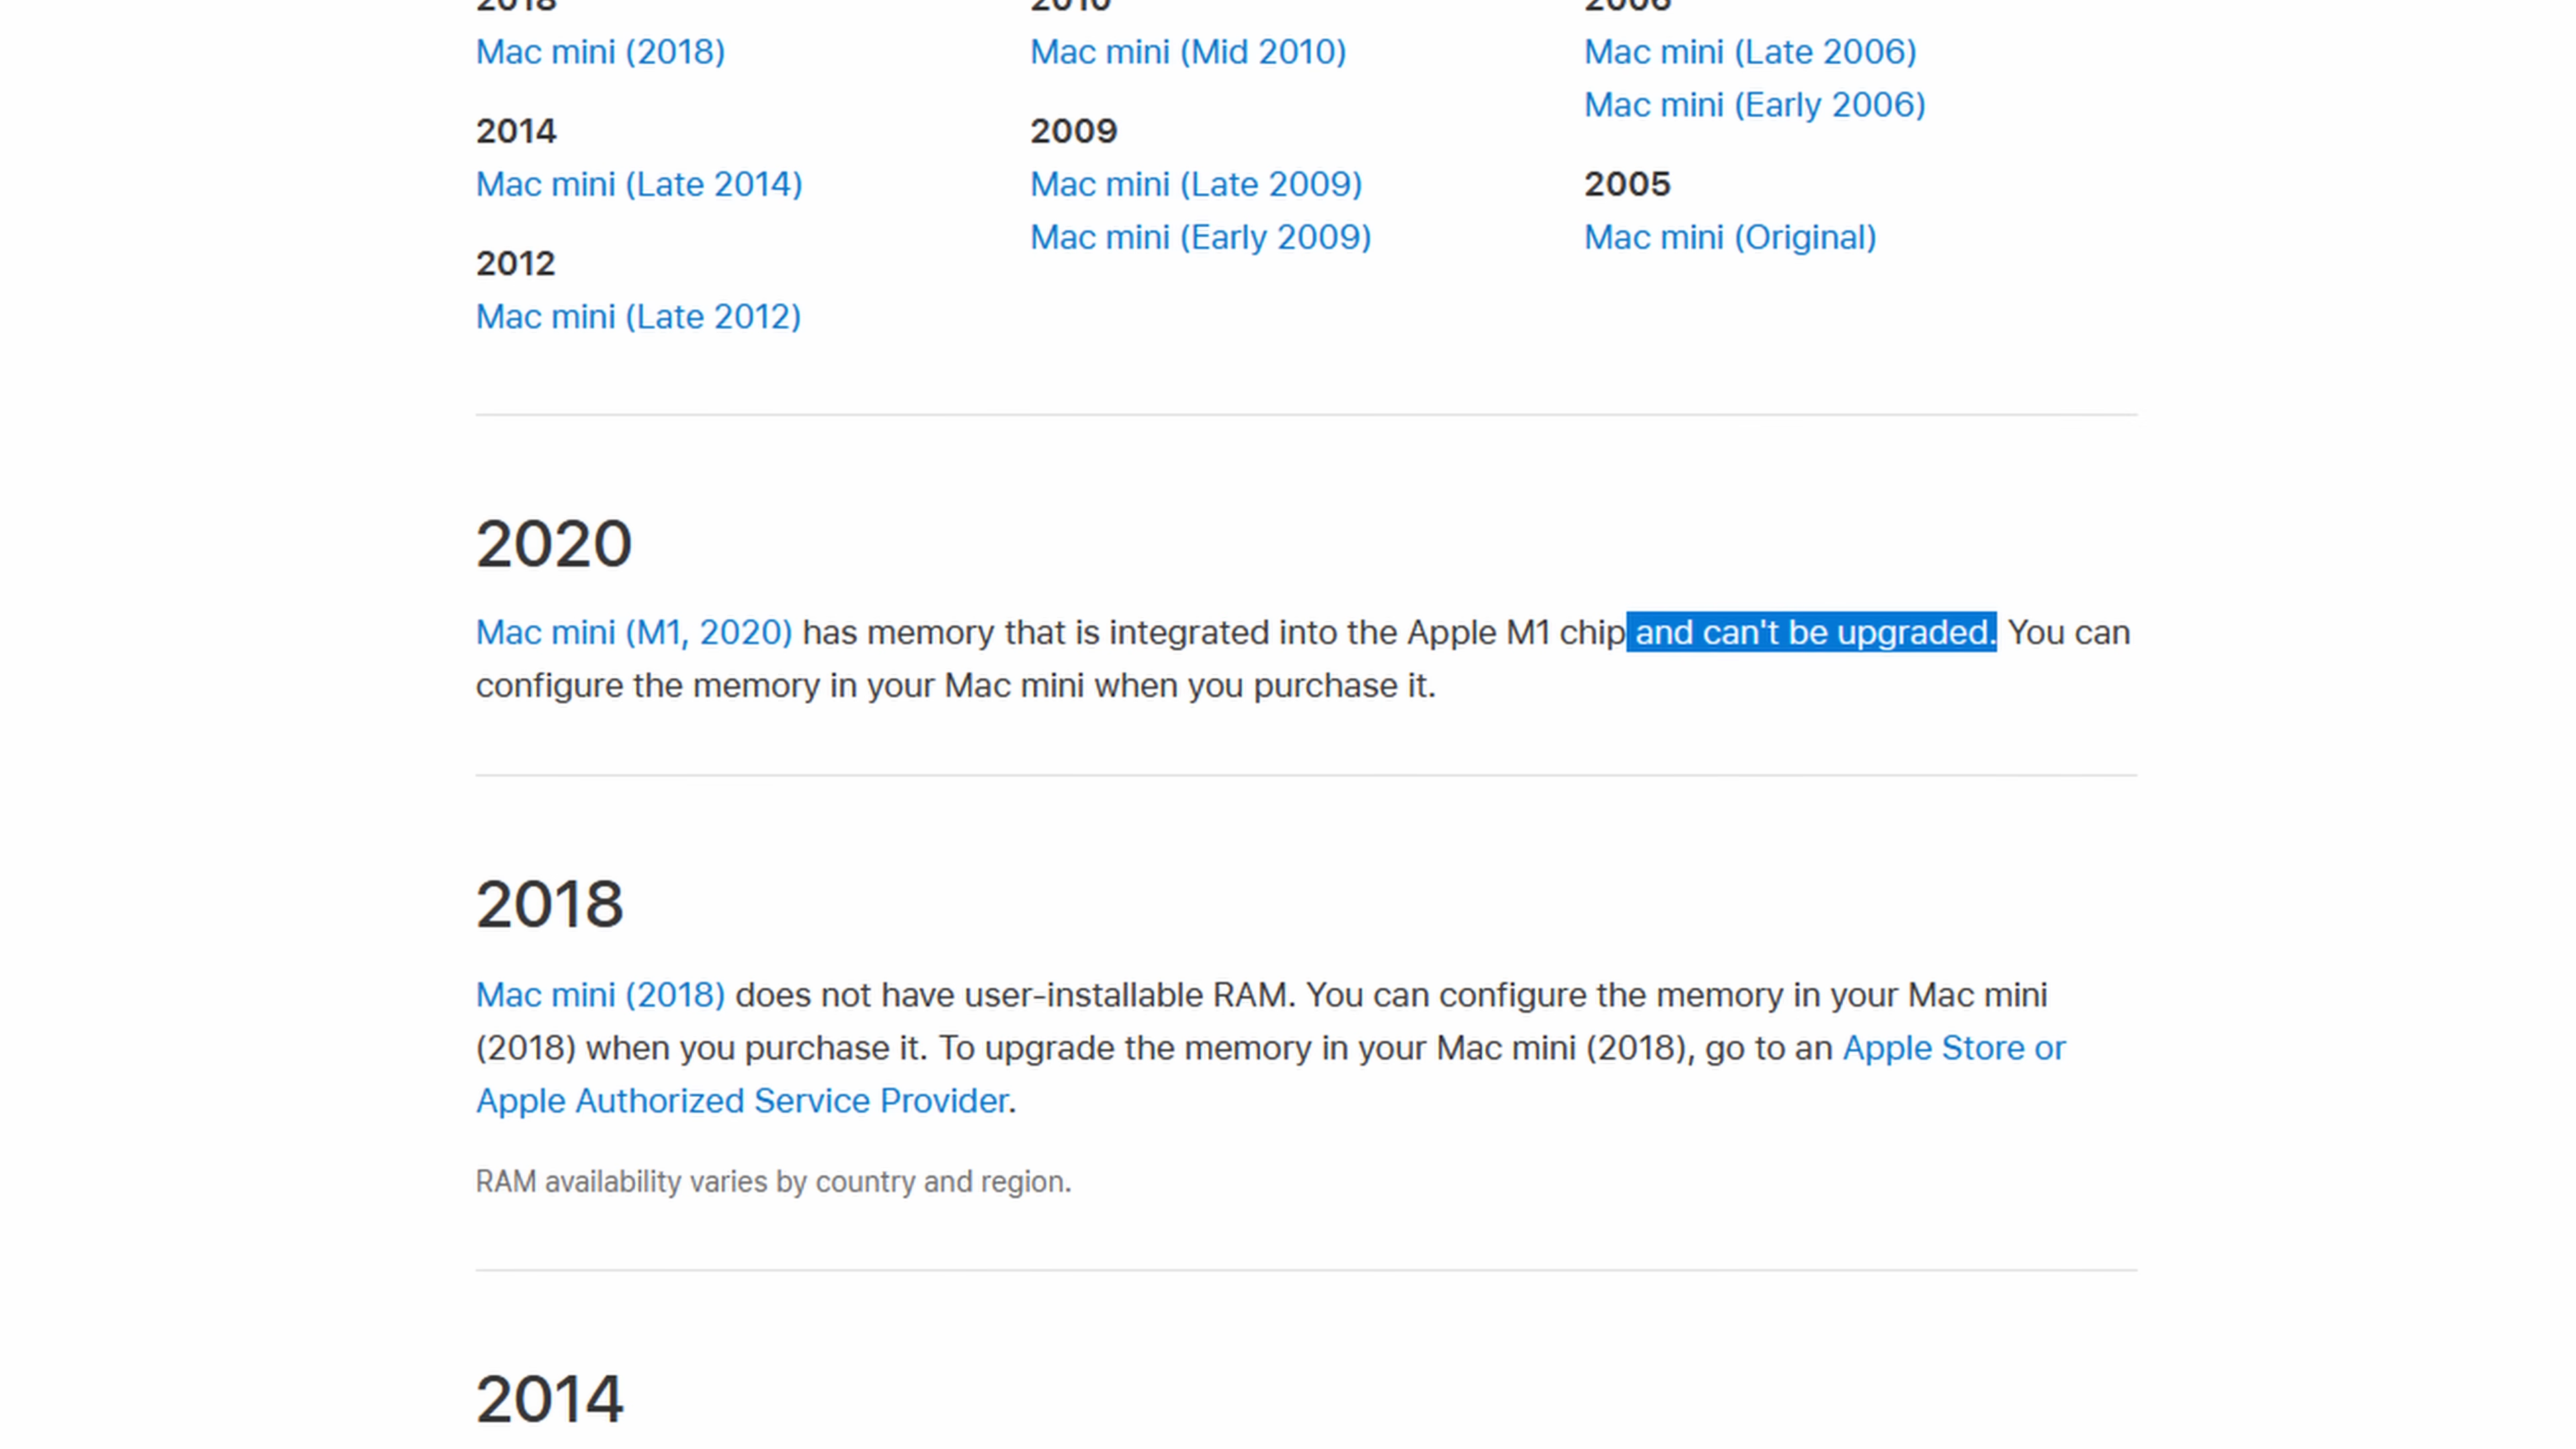 2018
Mac mini (2018)
2014
Mac mini (Late 2014)
2012
Mac mini (Late 2012)
2010
Mac mini (Mid 2010)
2009
Mac mini (Late 2009)
Mac mini (Early 2009)
2006
Mac mini (Late 2006)
Mac mini (Early 2006)
2005
Mac mini (Original)
2020
Mac mini (M1, 2020) has memory that is integrated into the Apple M1 chip and can't be upgraded. You can
configure the memory in your Mac mini when you purchase it.
2018
Mac mini (2018) does not have user-installable RAM. You can configure the memory in your Mac mini
(2018) when you purchase it. To upgrade the memory in your Mac mini (2018), go to an Apple Store or
Apple Authorized Service Provider.
RAM availability varies by country and region.
2014